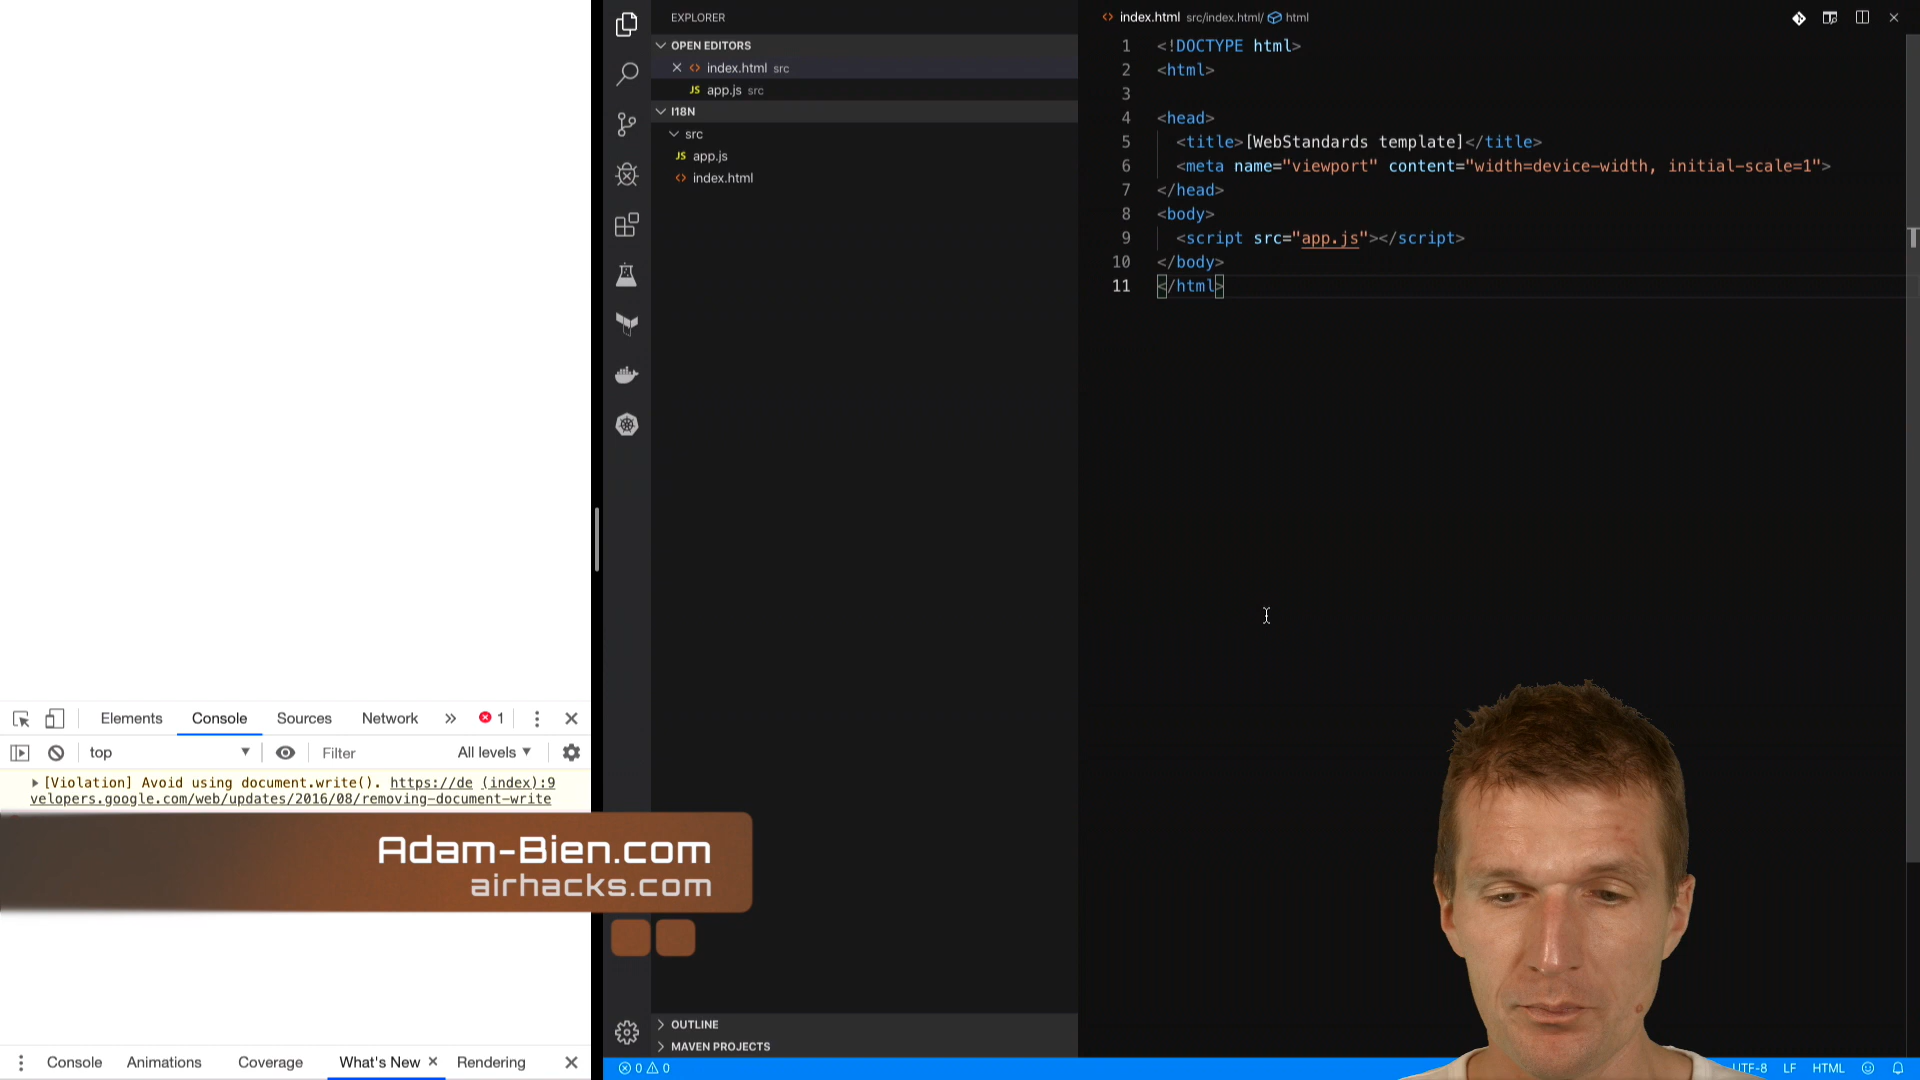 Elements Console Sources Network » 1
top Filter All levels
[Violation] Avoid using document.write(). https://de (index):9
velopers.google.com/web/updates/2016/08/removing-document-write
Adam-Bien.com
airhacks.com
Console Animations Coverage What's New Rendering
EXPLORER
OPEN EDITORS
index.html src
JS app.js src
I18N
src
JS app.js
index.html
OUTLINE
MAVEN PROJECTS
0 0
index.html src/index.html/ html
1 <!DOCTYPE html>
2 <html>
3
4 <head>
5 <title>[WebStandards template]</title>
6 <meta name="viewport" content="width=device-width, initial-scale=1">
7 </head>
8 <body>
9 <script src="app.js"></script>
10 </body>
11 </html>
UTF-8 LF HTML